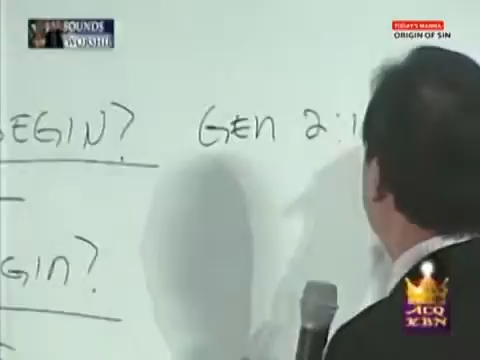 SOUNDS
WORSHIP
TODAY'S MANNA:
ORIGIN OF SIN
EGIN? Gen 2:1
GIN?
ACQ
KBN